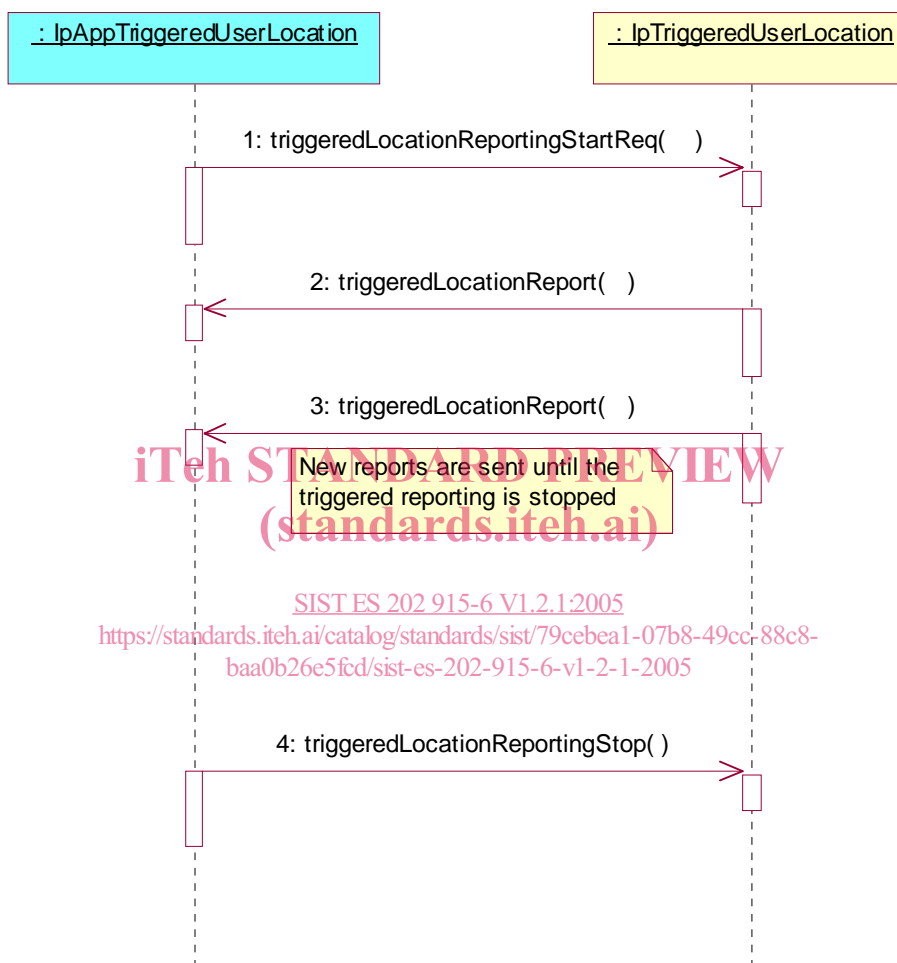 : IpAppTriggeredUserLocation
: IpTriggeredUserLocation
1: triggeredLocationReportingStartReq(    )
2: triggeredLocationReport(    )
3: triggeredLocationReport(    )
iTeh STANDARD PREVIEW
New reports are sent until the
triggered reporting is stopped
(standards.iteh.ai)
SIST ES 202 915-6 V1.2.1:2005
https://standards.iteh.ai/catalog/standards/sist/79cebea1-07b8-49cc-88c8-
baa0b26e5fcd/sist-es-202-915-6-v1-2-1-2005
4: triggeredLocationReportingStop( )